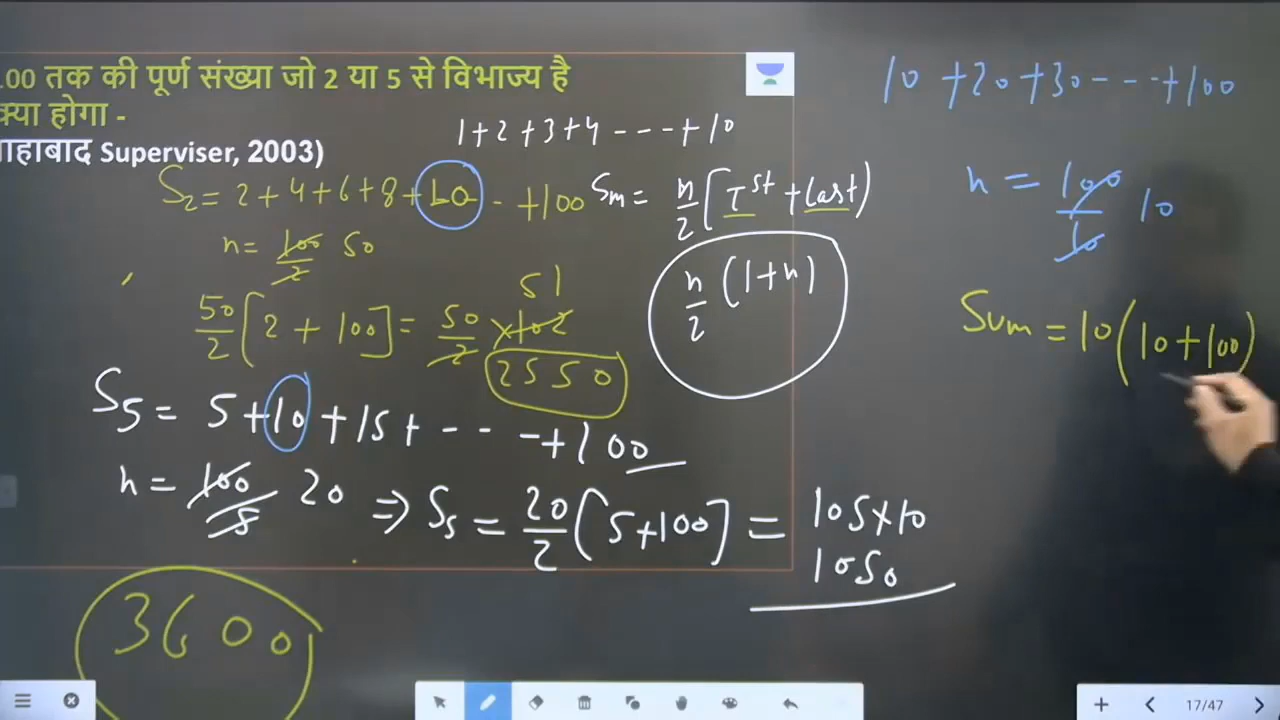 .00 तक की पूर्ण संख्या जो 2 या 5 से विभाज्य है
क्या होगा -
ाहाबाद Superviser, 2003)
1+2+3+4----+10
S2= 2+4+6+8+10- +100
n= 100/2 50
50/2[2+100]= 50/2 ×102
51
2550
Sum= n/2[Ist+Last)
n/2(1+n)
S5= 5+10+15+-- -+100
n= 100/5 20 ⇒ S5= 20/2(5+100]= 105×10
1050
3600
10+20+30---+100
n= 100/10 10
Sum=10(10+100)
17/47